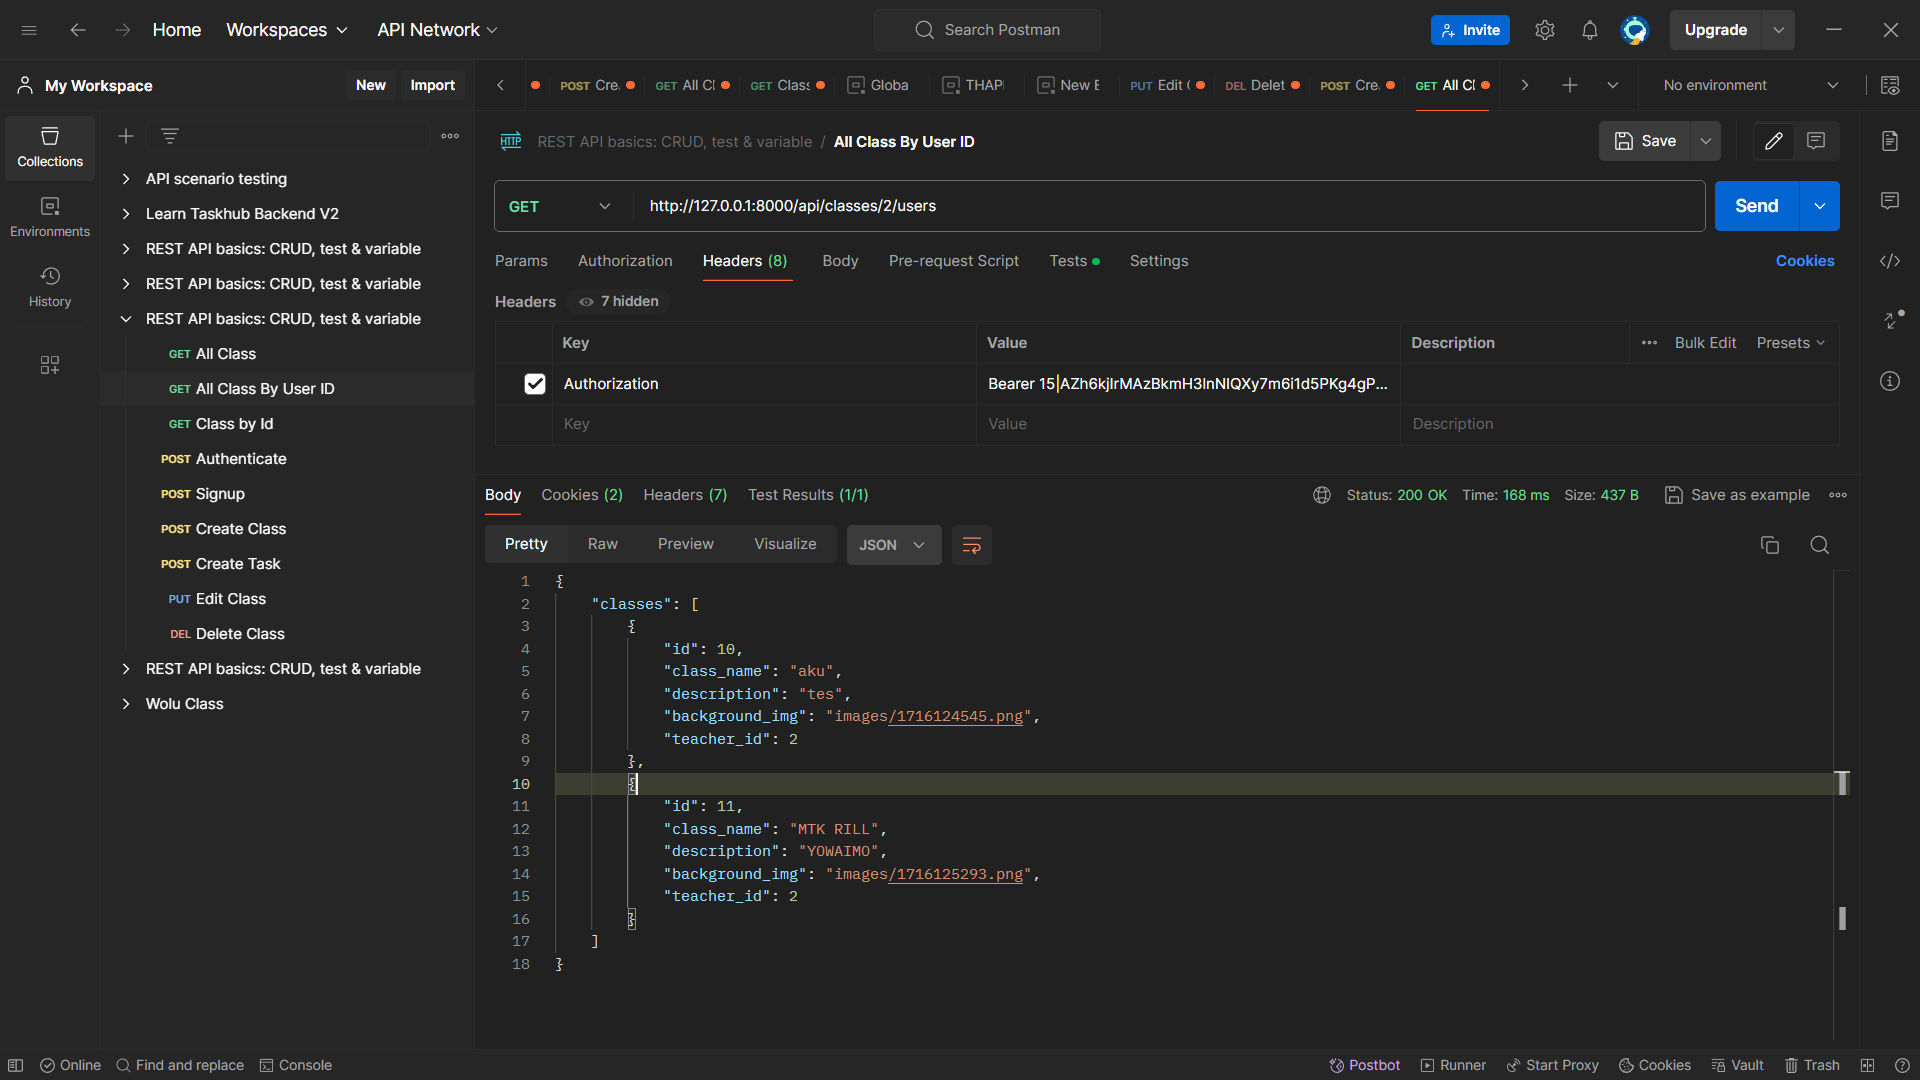 Home
Workspaces
API Network
Search Postman
Invite
Upgrade
My Workspace
New
Import
POST Cre
GET All Cl
GET Class
Globa
THAP
New E
PUT Edit
DEL Delet
POST Cre
GET All Cl
No environment
Collections
Environments
History
API scenario testing
Learn Taskhub Backend V2
REST API basics: CRUD, test & variable
REST API basics: CRUD, test & variable
REST API basics: CRUD, test & variable
GET All Class
GET All Class By User ID
GET Class by Id
POST Authenticate
POST Signup
POST Create Class
POST Create Task
PUT Edit Class
DEL Delete Class
REST API basics: CRUD, test & variable
Wolu Class
HTTP REST API basics: CRUD, test & variable / All Class By User ID
Save
GET
http://127.0.0.1:8000/api/classes/2/users
Send
Params
Authorization
Headers (8)
Body
Pre-request Script
Tests
Settings
Cookies
Headers
7 hidden
Key
Value
Description
Bulk Edit
Presets
Authorization
Bearer 15|AZh6kjIrMAzBkmH3lnNIQXy7m6i1d5PKg4gP...
Key
Value
Description
Body
Cookies (2)
Headers (7)
Test Results (1/1)
Status: 200 OK
Time: 168 ms
Size: 437 B
Save as example
Pretty
Raw
Preview
Visualize
JSON
1 {
2 "classes": [
3 {
4 "id": 10,
5 "class_name": "aku",
6 "description": "tes",
7 "background_img": "images/1716124545.png",
8 "teacher_id": 2
9 },
10 {
11 "id": 11,
12 "class_name": "MTK RILL",
13 "description": "YOWAIMO",
14 "background_img": "images/1716125293.png",
15 "teacher_id": 2
16 }
17 ]
18 }
Online
Find and replace
Console
Postbot
Runner
Start Proxy
Cookies
Vault
Trash